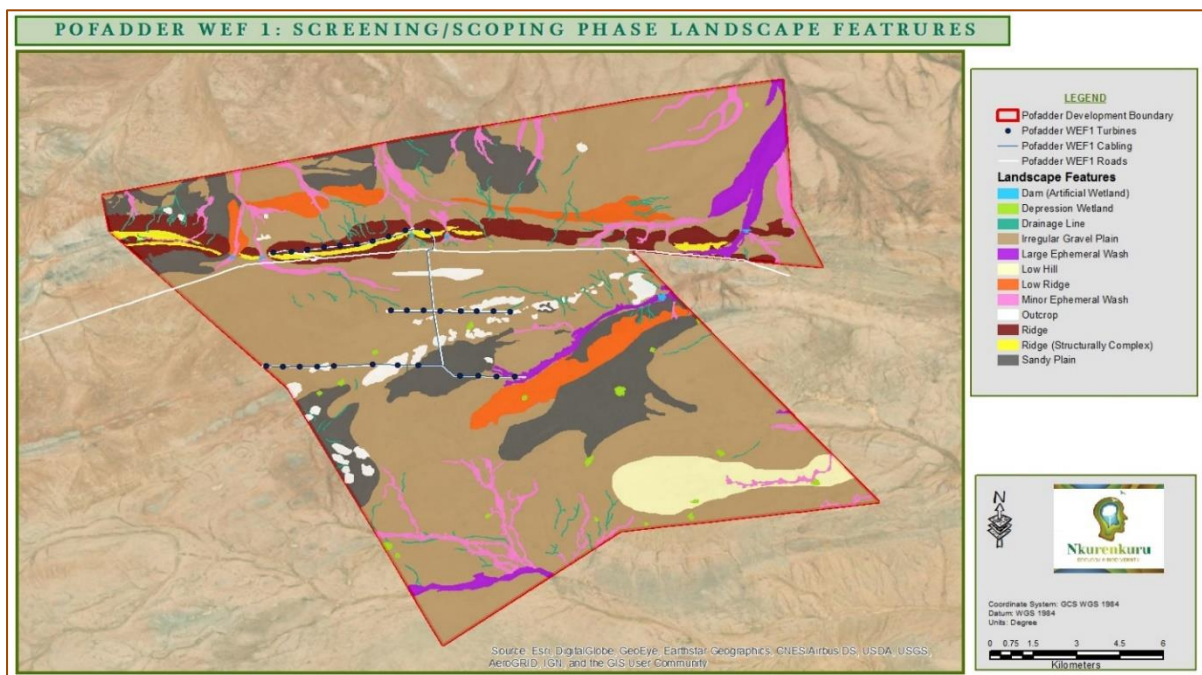 POFADDER WEF 1: SCREENING/SCOPING PHASE LANDSCAPE FEATRURES
LEGEND
Pofadder Development Boundary
Pofadder WEF1 Turbines
Pofadder WEF1 Cabling
Pofadder WEF1 Roads
Landscape Features
Dam (Artificial Wetland)
Depression Wetland
Drainage Line
Irregular Gravel Plain
Large Ephemeral Wash
Low Hill
Low Ridge
Minor Ephemeral Wash
Outcrop
Ridge
Ridge (Structurally Complex)
Sandy Plain
N
Nkurenkuru
Coordinate System: GCS WGS 1984
Datum: WGS 1984
Units: Degree
0 0.75 1.5 3 4.5 6
Kilometers
Source: Esri, DigitalGlobe, GeoEye, Earthstar Geographics, CNES/Airbus DS, USDA, USGS,
AeroGRID, IGN, and the GIS User Community